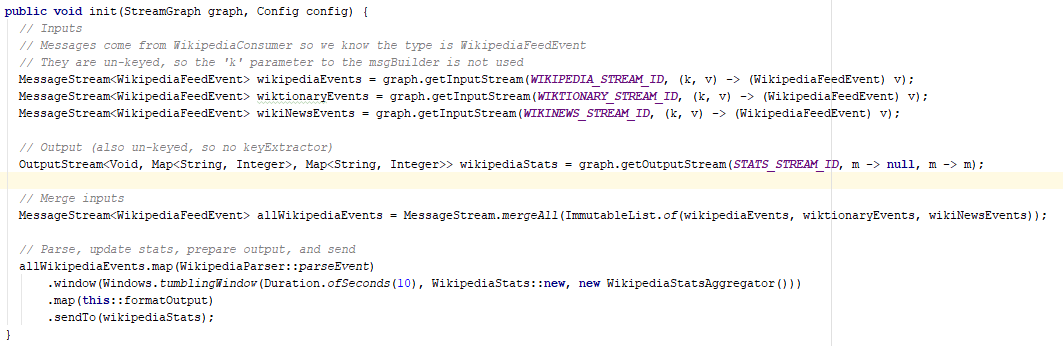 public void init(StreamGraph graph, Config config) {
// Inputs
// Messages come from WikipediaConsumer so we know the type is WikipediaFeedEvent
// They are un-keyed, so the 'k' parameter to the msgBuilder is not used
MessageStream<WikipediaFeedEvent> wikipediaEvents = graph.getInputStream(WIKIPEDIA_STREAM_ID, (k, v) -> (WikipediaFeedEvent) v);
MessageStream<WikipediaFeedEvent> wiktionaryEvents = graph.getInputStream(WIKTIONARY_STREAM_ID, (k, v) -> (WikipediaFeedEvent) v);
MessageStream<WikipediaFeedEvent> wikiNewsEvents = graph.getInputStream(WIKINEWS_STREAM_ID, (k, v) -> (WikipediaFeedEvent) v);
// Output (also un-keyed, so no keyExtractor)
OutputStream<Void, Map<String, Integer>, Map<String, Integer>> wikipediaStats = graph.getOutputStream(STATS_STREAM_ID, m -> null, m -> m);
// Merge inputs
MessageStream<WikipediaFeedEvent> allWikipediaEvents = MessageStream.mergeAll(ImmutableList.of(wikipediaEvents, wiktionaryEvents, wikiNewsEvents));
// Parse, update stats, prepare output, and send
allWikipediaEvents.map(WikipediaParser::parseEvent)
.window(Windows.tumblingWindow(Duration.ofSeconds(10), WikipediaStats::new, new WikipediaStatsAggregator()))
.map(this::formatOutput)
.sendTo(wikipediaStats);
}